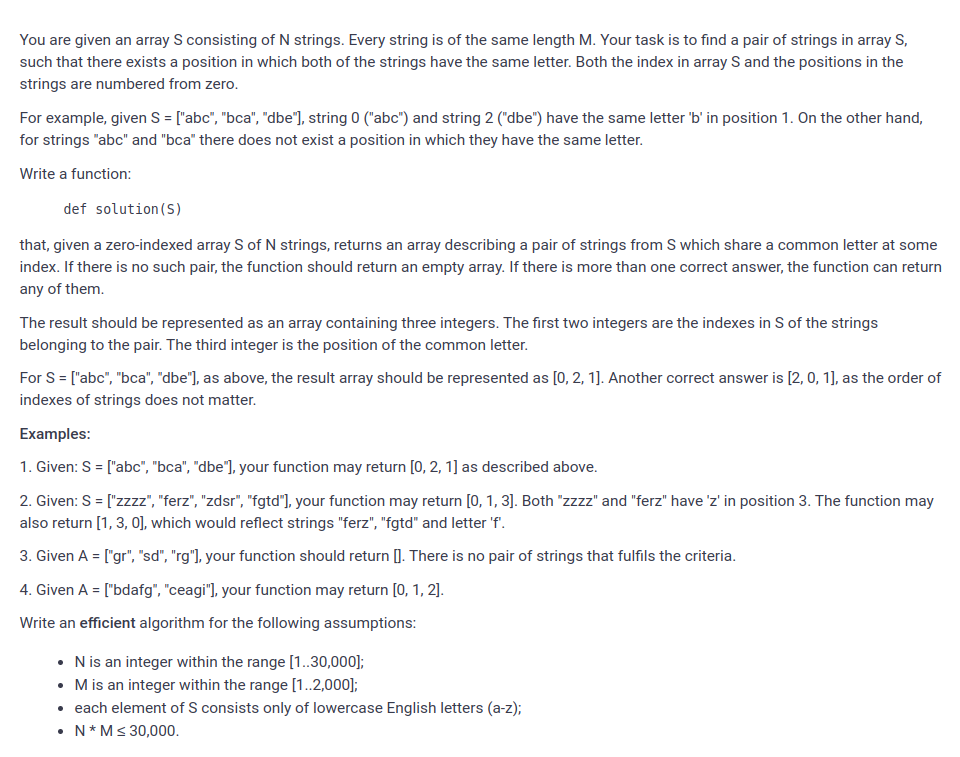 You are given an array S consisting of N strings. Every string is of the same length M. Your task is to find a pair of strings in array S,
such that there exists a position in which both of the strings have the same letter. Both the index in array S and the positions in the
strings are numbered from zero.
For example, given S = ["abc", "bca", "dbe"], string 0 ("abc") and string 2 ("dbe") have the same letter 'b' in position 1. On the other hand,
for strings "abc" and "bca" there does not exist a position in which they have the same letter.
Write a function:
def solution(S)
that, given a zero-indexed array S of N strings, returns an array describing a pair of strings from S which share a common letter at some
index. If there is no such pair, the function should return an empty array. If there is more than one correct answer, the function can return
any of them.
The result should be represented as an array containing three integers. The first two integers are the indexes in S of the strings
belonging to the pair. The third integer is the position of the common letter.
For S = ["abc", "bca", "dbe"], as above, the result array should be represented as [0, 2, 1]. Another correct answer is [2, 0, 1], as the order of
indexes of strings does not matter.
Examples:
1. Given: S = ["abc", "bca", "dbe"], your function may return [0, 2, 1] as described above.
2. Given: S = ["zzzz", "ferz", "zdsr", "fgtd"], your function may return [0, 1, 3]. Both "zzzz" and "ferz" have 'z' in position 3. The function may
also return [1, 3, 0], which would reflect strings "ferz", "fgtd" and letter 'f'.
3. Given A = ["gr", "sd", "rg"], your function should return []. There is no pair of strings that fulfils the criteria.
4. Given A = ["bdafg", "ceagi"], your function may return [0, 1, 2].
Write an efficient algorithm for the following assumptions:
• N is an integer within the range [1..30,000];
• M is an integer within the range [1..2,000];
• each element of S consists only of lowercase English letters (a-z);
• N * M ≤ 30,000.